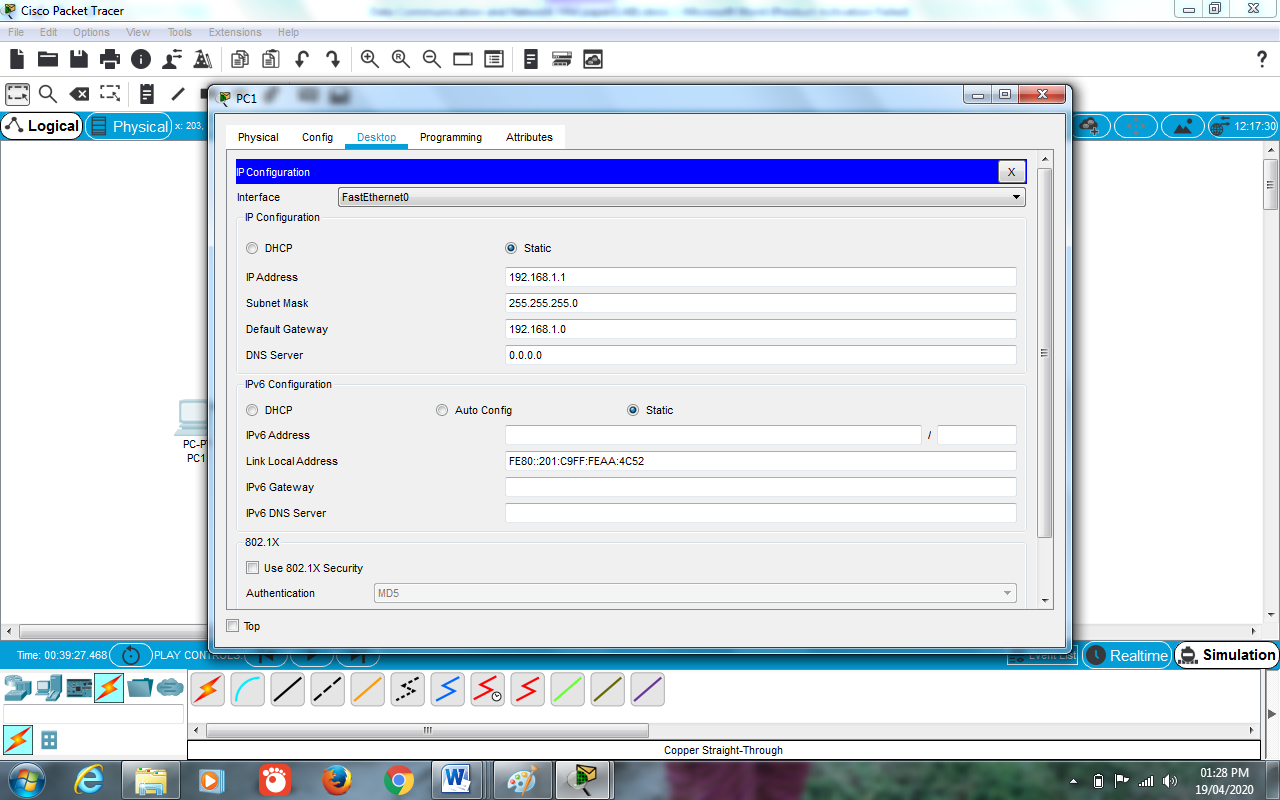 Cisco Packet Tracer
File Edit Options View Tools Extensions Help
PC1
Logical Physical x: 203, 12:17:30
Physical Config Desktop Programming Attributes
IP Configuration X
Interface FastEthernet0
IP Configuration
DHCP Static
IP Address 192.168.1.1
Subnet Mask 255.255.255.0
Default Gateway 192.168.1.0
DNS Server 0.0.0.0
IPv6 Configuration
DHCP Auto Config Static
IPv6 Address /
Link Local Address FE80::201:C9FF:FEAA:4C52
IPv6 Gateway
IPv6 DNS Server
PC-P
PC1
802.1X
Use 802.1X Security
Authentication MD5
Top
Time: 00:39:27.468 PLAY CONTROLS: Event List Realtime Simulation
Copper Straight-Through
01:28 PM
19/04/2020